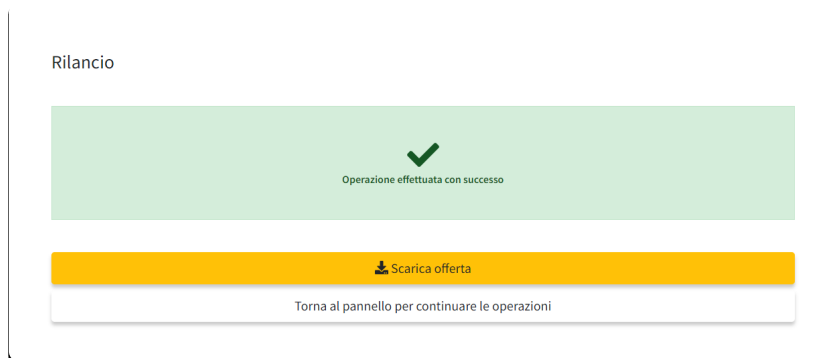 Rilancio
Operazione effettuata con successo
Scarica offerta
Torna al pannello per continuare le operazioni